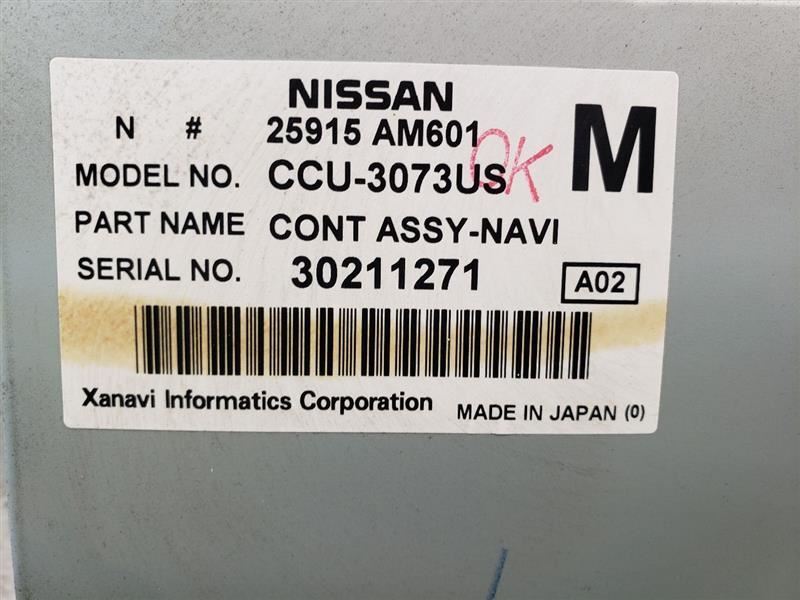 NISSAN
N # 25915 AM601
OK
M
MODEL NO. CCU-3073US
PART NAME CONT ASSY-NAVI
SERIAL NO. 30211271
A02
Xanavi Informatics Corporation
MADE IN JAPAN (0)